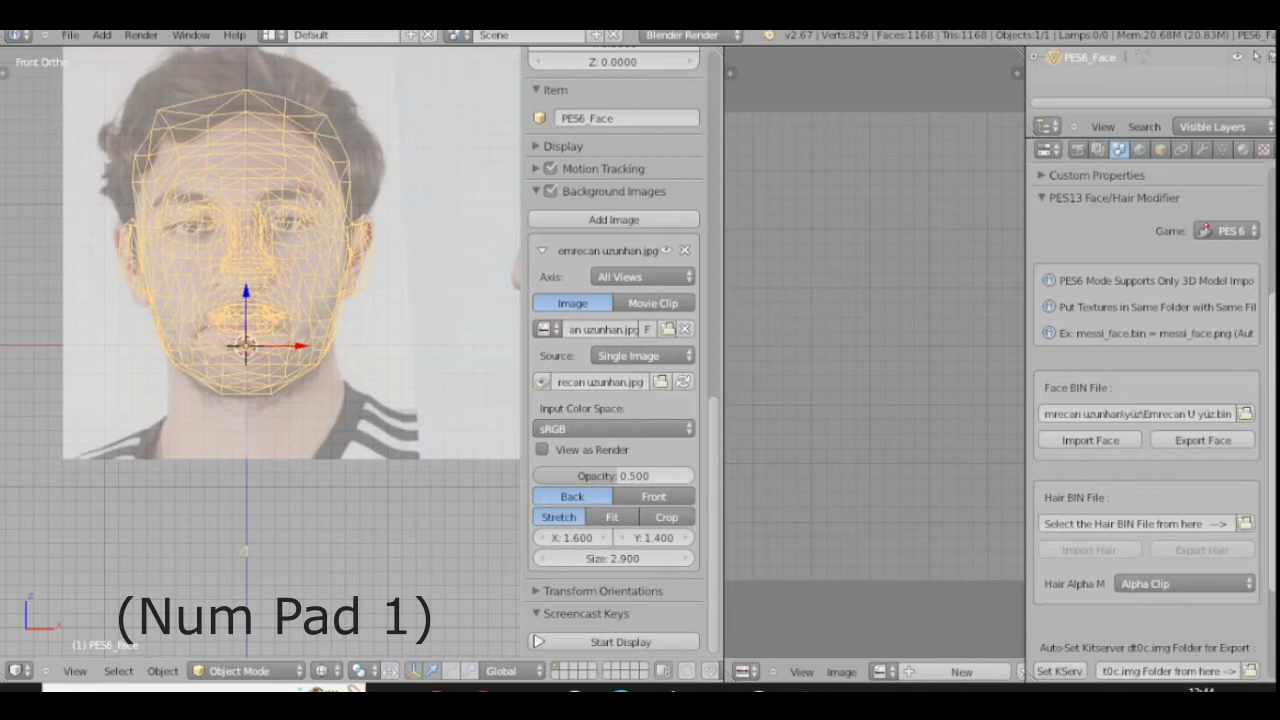 File Add Render Window Help Default Scene Blender Render v2.67 | Verts:829 | Faces:1168 | Tris:1168 | Objects:1/1 | Lamps:0/0 | Mem:20.68M (20.83M) | PES6_Fa
Front Ortho
Z: 0.0000
Item
PES6_Face
Display
Motion Tracking
Background Images
Add Image
emrecan uzunhan.jpg
Axis: All Views
Image Movie Clip
an uzunhan.jpg F
Source: Single Image
recan uzunhan.jpg
Input Color Space:
sRGB
View as Render
Opacity: 0.500
Back Front
Stretch Fit Crop
X: 1.600 Y: 1.400
Size: 2.900
Transform Orientations
Screencast Keys
Start Display
PES6_Face
View Search Visible Layers
Custom Properties
PES13 Face/Hair Modifier
Game: PES 6
PES6 Mode Supports Only 3D Model Impo
Put Textures in Same Folder with Same Fil
Ex: messi_face.bin = messi_face.png (Aut
Face BIN File :
mrecan uzunhan\yüz\Emrecan U yüz.bin
Import Face Export Face
Hair BIN File:
Select the Hair BIN File from here -->
Import Hair Export Hair
Hair Alpha M Alpha Clip
Auto-Set Kitserver dt0c.img Folder for Export :
Set KServ t0c.img Folder from here -->
z
x
(Num Pad 1)
(1) PES6_Face
View Select Object Object Mode Global
View Image New